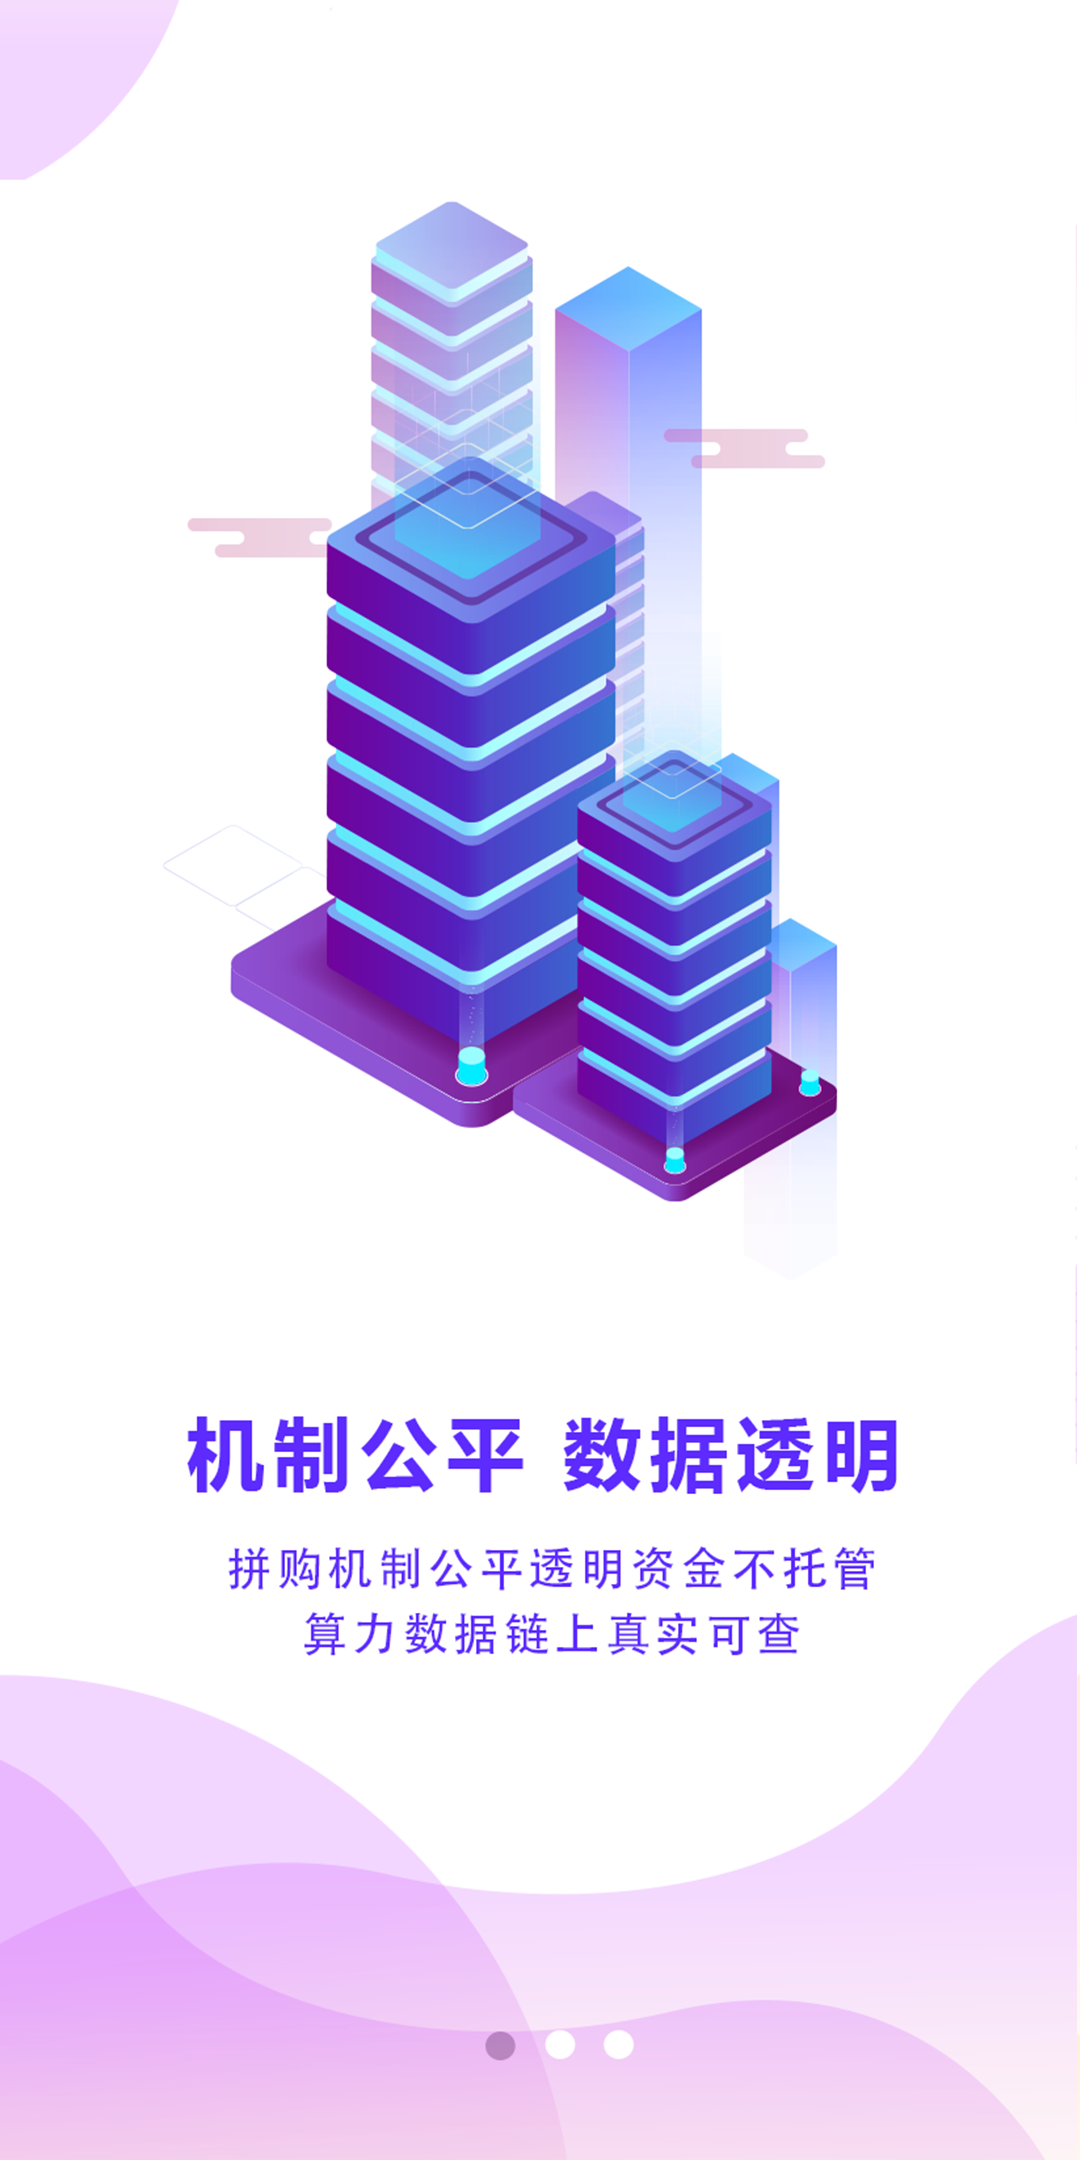 机制公平 数据透明
拼购机制公平透明资金不托管
算力数据链上真实可查